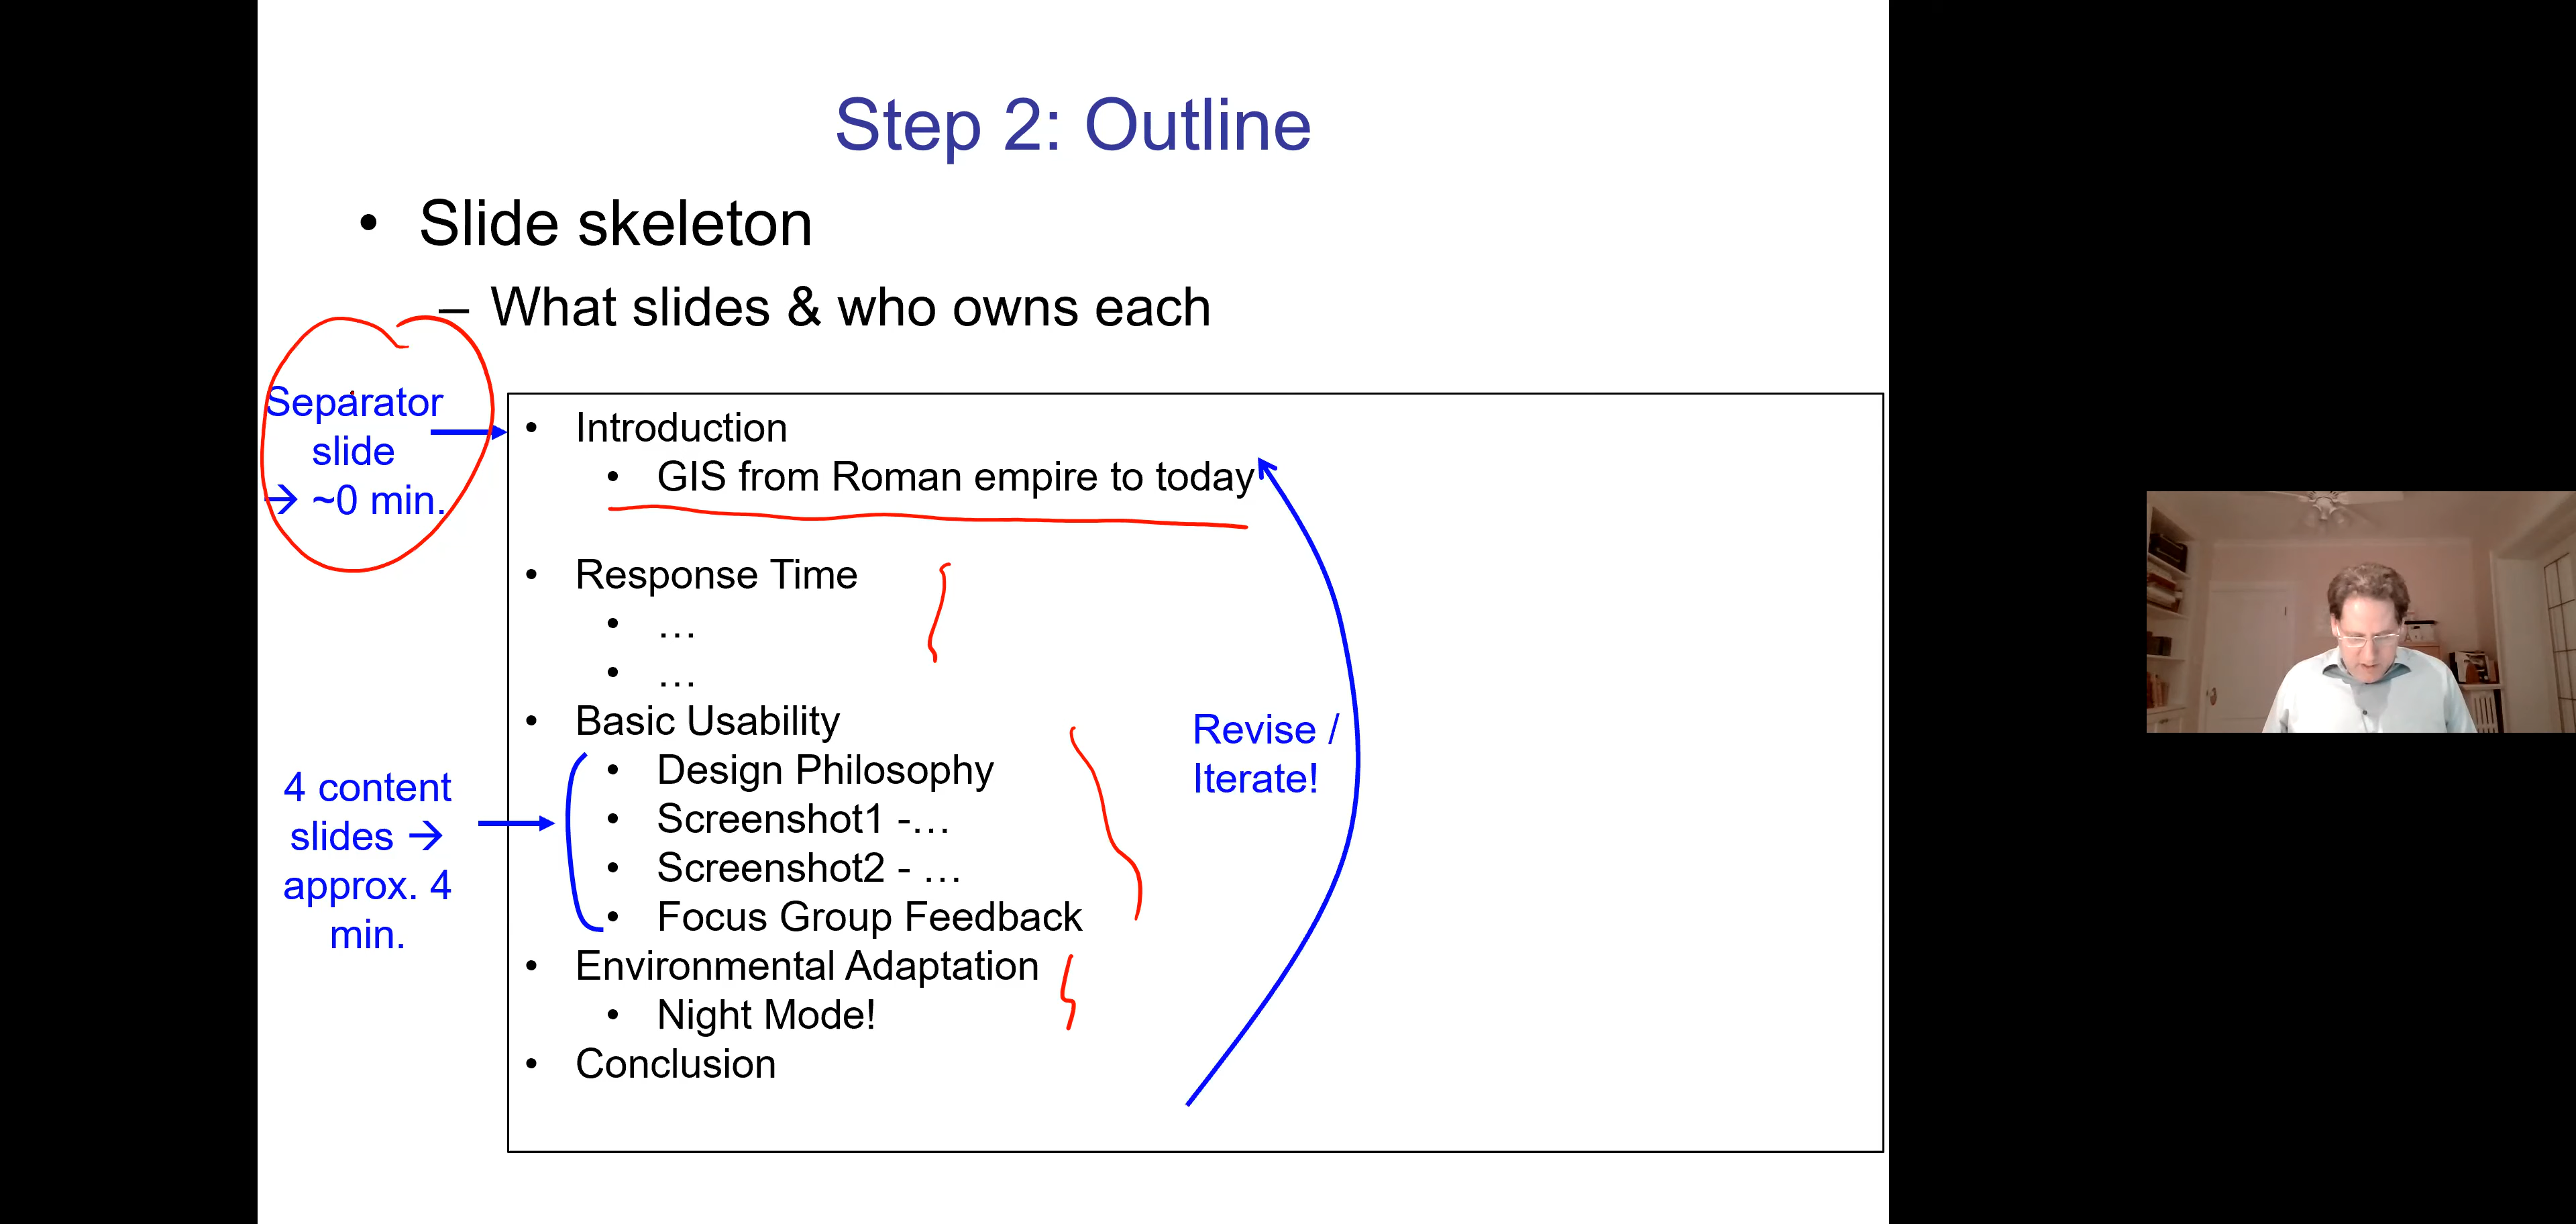 Step 2: Outline
• Slide skeleton
– What slides & who owns each
Separator
slide
→ ~0 min.
• Introduction
• GIS from Roman empire to today
• Response Time
• …
• …
• Basic Usability
• Design Philosophy
• Screenshot1 -…
• Screenshot2 - …
• Focus Group Feedback
• Environmental Adaptation
• Night Mode!
• Conclusion
4 content
slides →
approx. 4
min.
Revise /
Iterate!